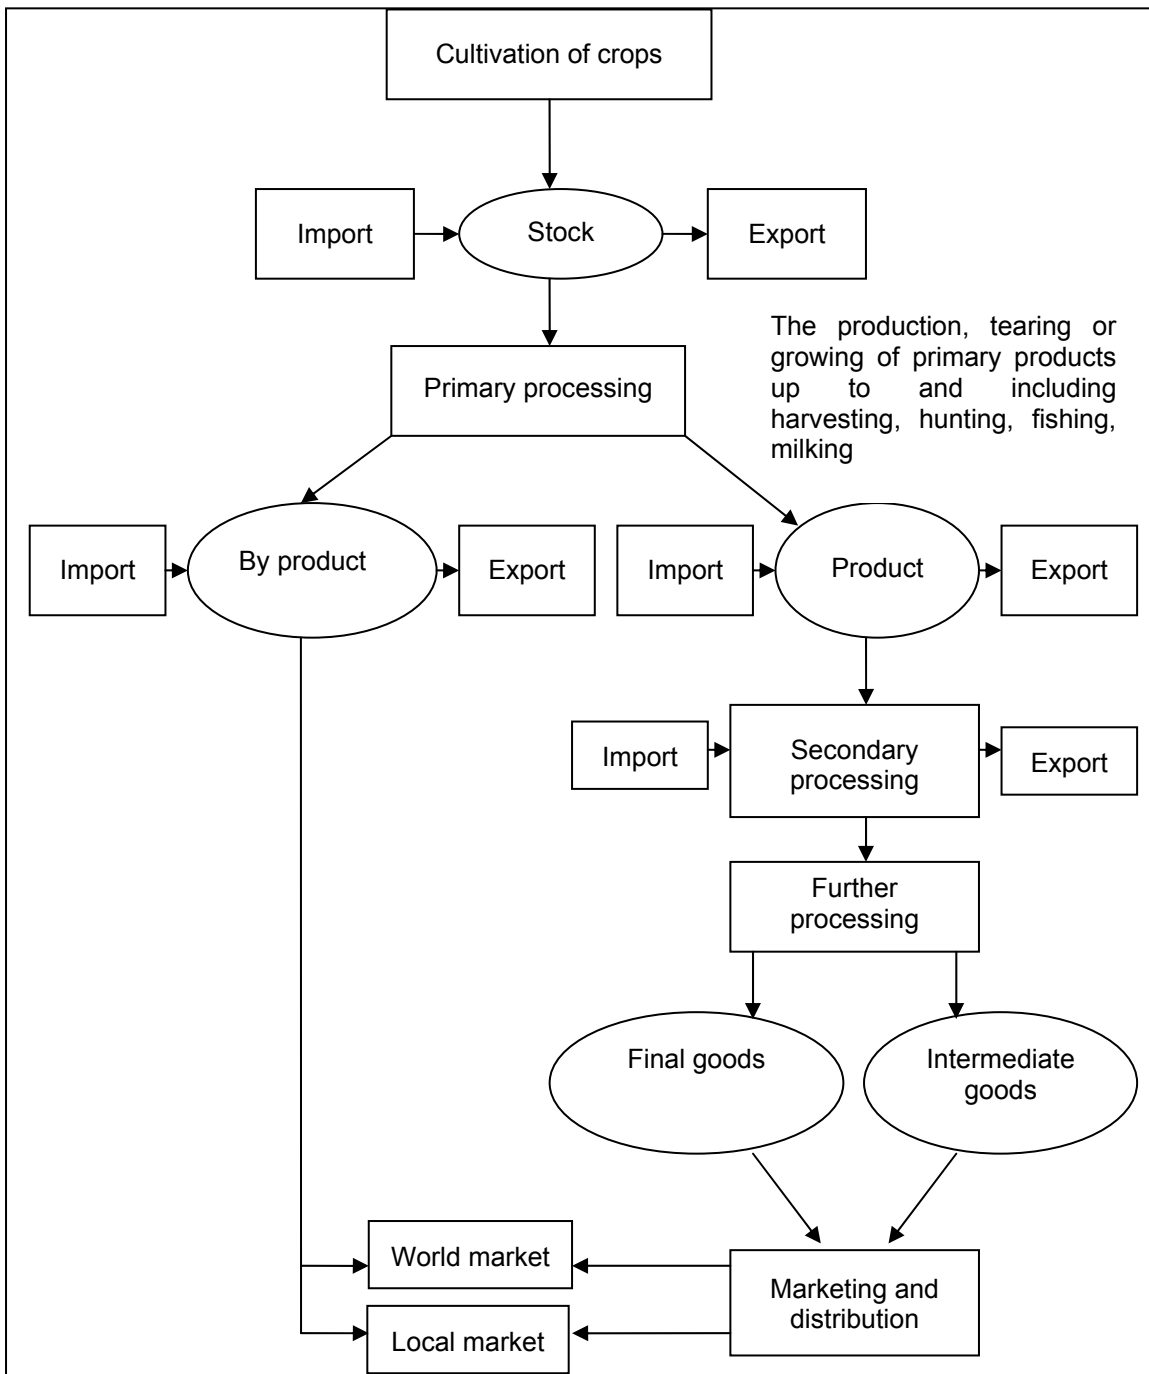 Cultivation of crops
Import
Stock
Export
The production, tearing or
growing of primary products
up to and including
harvesting, hunting, fishing,
milking
Primary processing
Import
By product
Export
Import
Product
Export
Import
Secondary
processing
Export
Further
processing
Final goods
Intermediate
goods
World market
Marketing and
distribution
Local market